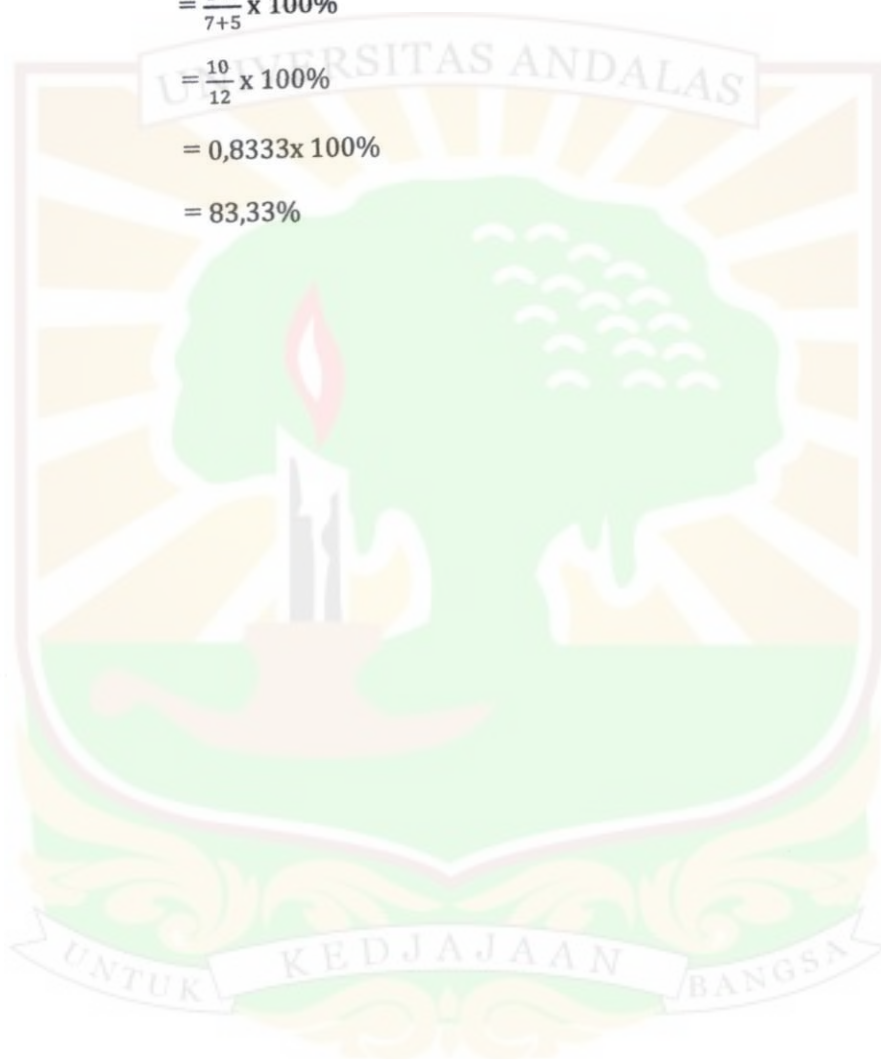 = 7+5 x 100%
UNIVERSITAS ANDALAS
= 10/12 x 100%
= 0,8333x 100%
= 83,33%
UNTUK KEDJAJAAN BANGSA